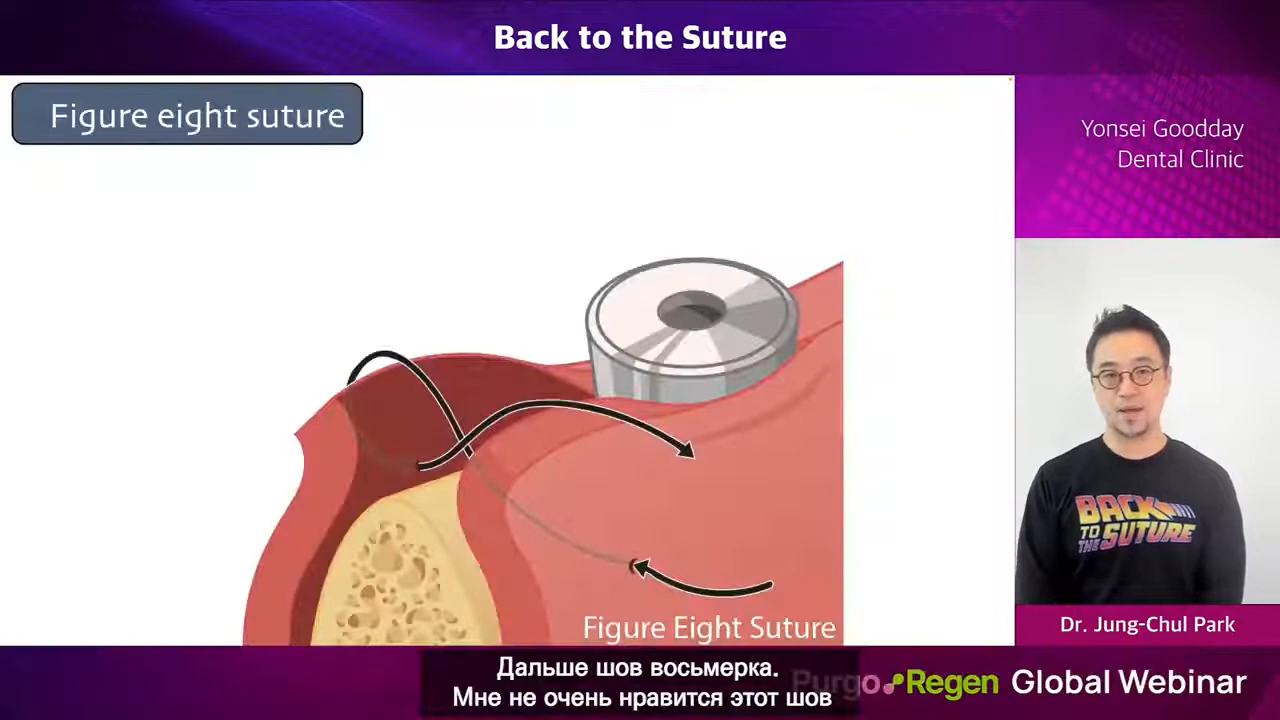 Back to the Suture
Figure eight suture
Yonsei Goodday
Dental Clinic
BACK
TO
THE SUTURE
Figure Eight Suture
Dr. Jung-Chul Park
Дальше шов восьмерка.
Мне не очень нравится этот шов
Purgo Regen Global Webinar